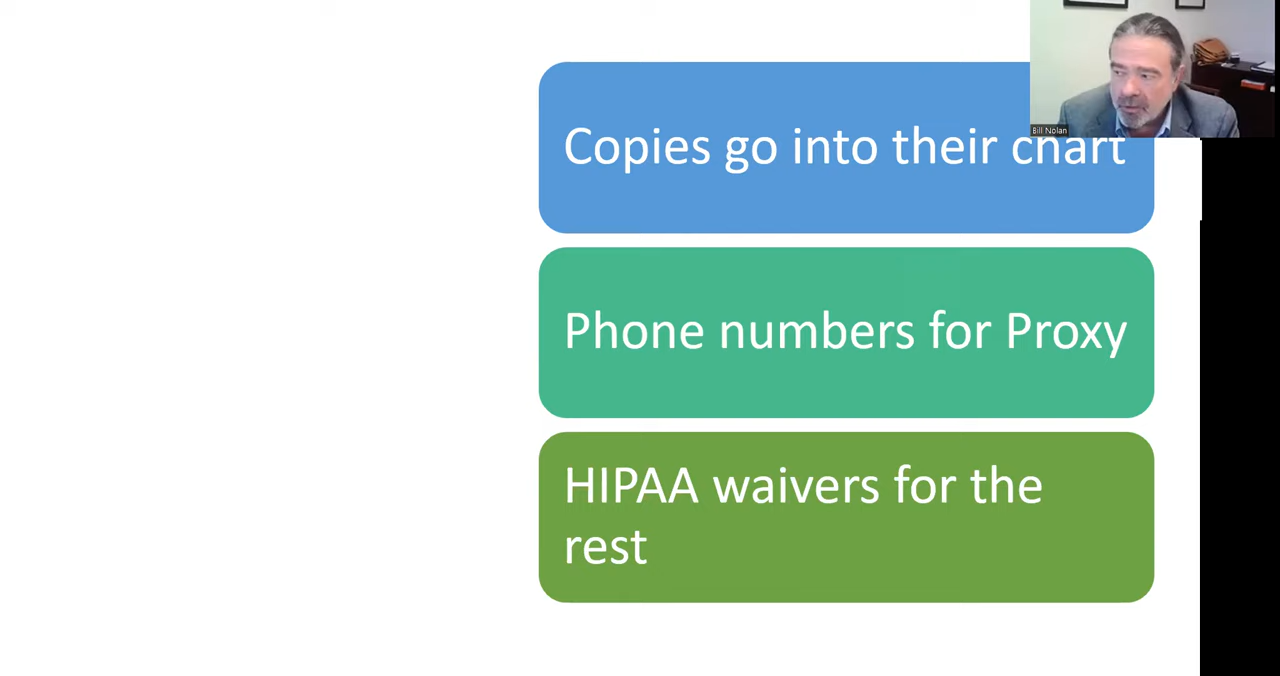 Copies go into their chart
Bill Nolan
Phone numbers for Proxy
HIPAA waivers for the
rest